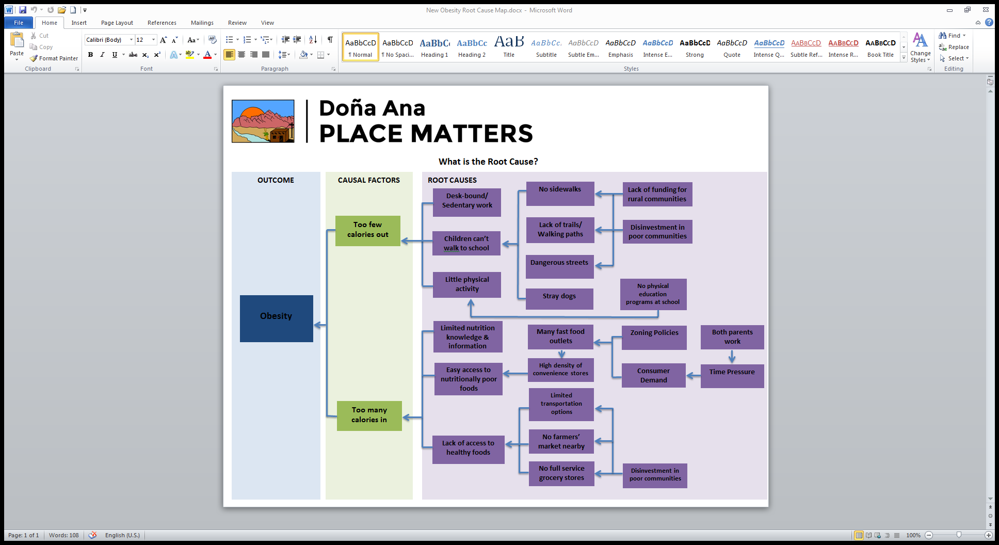 New Obesity Root Cause Map.docx - Microsoft Word
File Home Insert Page Layout References Mailings Review View
Paste
Cut
Copy
Format Painter
Clipboard
Calibri (Body) 12
Font
Paragraph
AaBbCcD AaBbCcD AaBbC AaBbCc AaB AaBbCc. AaBbCcD AaBbCcD AaBbCcD AaBbCcD AaBbCcD AaBbCcD AaBbCcD AaBbCcD AaBbCcD
¶ Normal ¶ No Spaci... Heading 1 Heading 2 Title Subtitle Subtle Em... Emphasis Intense E... Strong Quote Intense Q... Subtle Ref... Intense R... Book Title
Change
Styles
Styles
Find
Replace
Select
Editing
Doña Ana
PLACE MATTERS
What is the Root Cause?
OUTCOME
Obesity
CAUSAL FACTORS
Too few
calories out
Too many
calories in
ROOT CAUSES
Desk-bound/
Sedentary work
Children can't
walk to school
Little physical
activity
No sidewalks
Lack of trails/
Walking paths
Dangerous streets
Stray dogs
Lack of funding for
rural communities
Disinvestment in
poor communities
No physical
education
programs at school
Limited nutrition
knowledge &
information
Easy access to
nutritionally poor
foods
Lack of access to
healthy foods
Many fast food
outlets
High density of
convenience stores
Limited
transportation
options
No farmers’
market nearby
No full service
grocery stores
Zoning Policies
Consumer
Demand
Both parents
work
Time Pressure
Disinvestment in
poor communities
Page: 1 of 1 Words: 108 English (U.S.) 100%